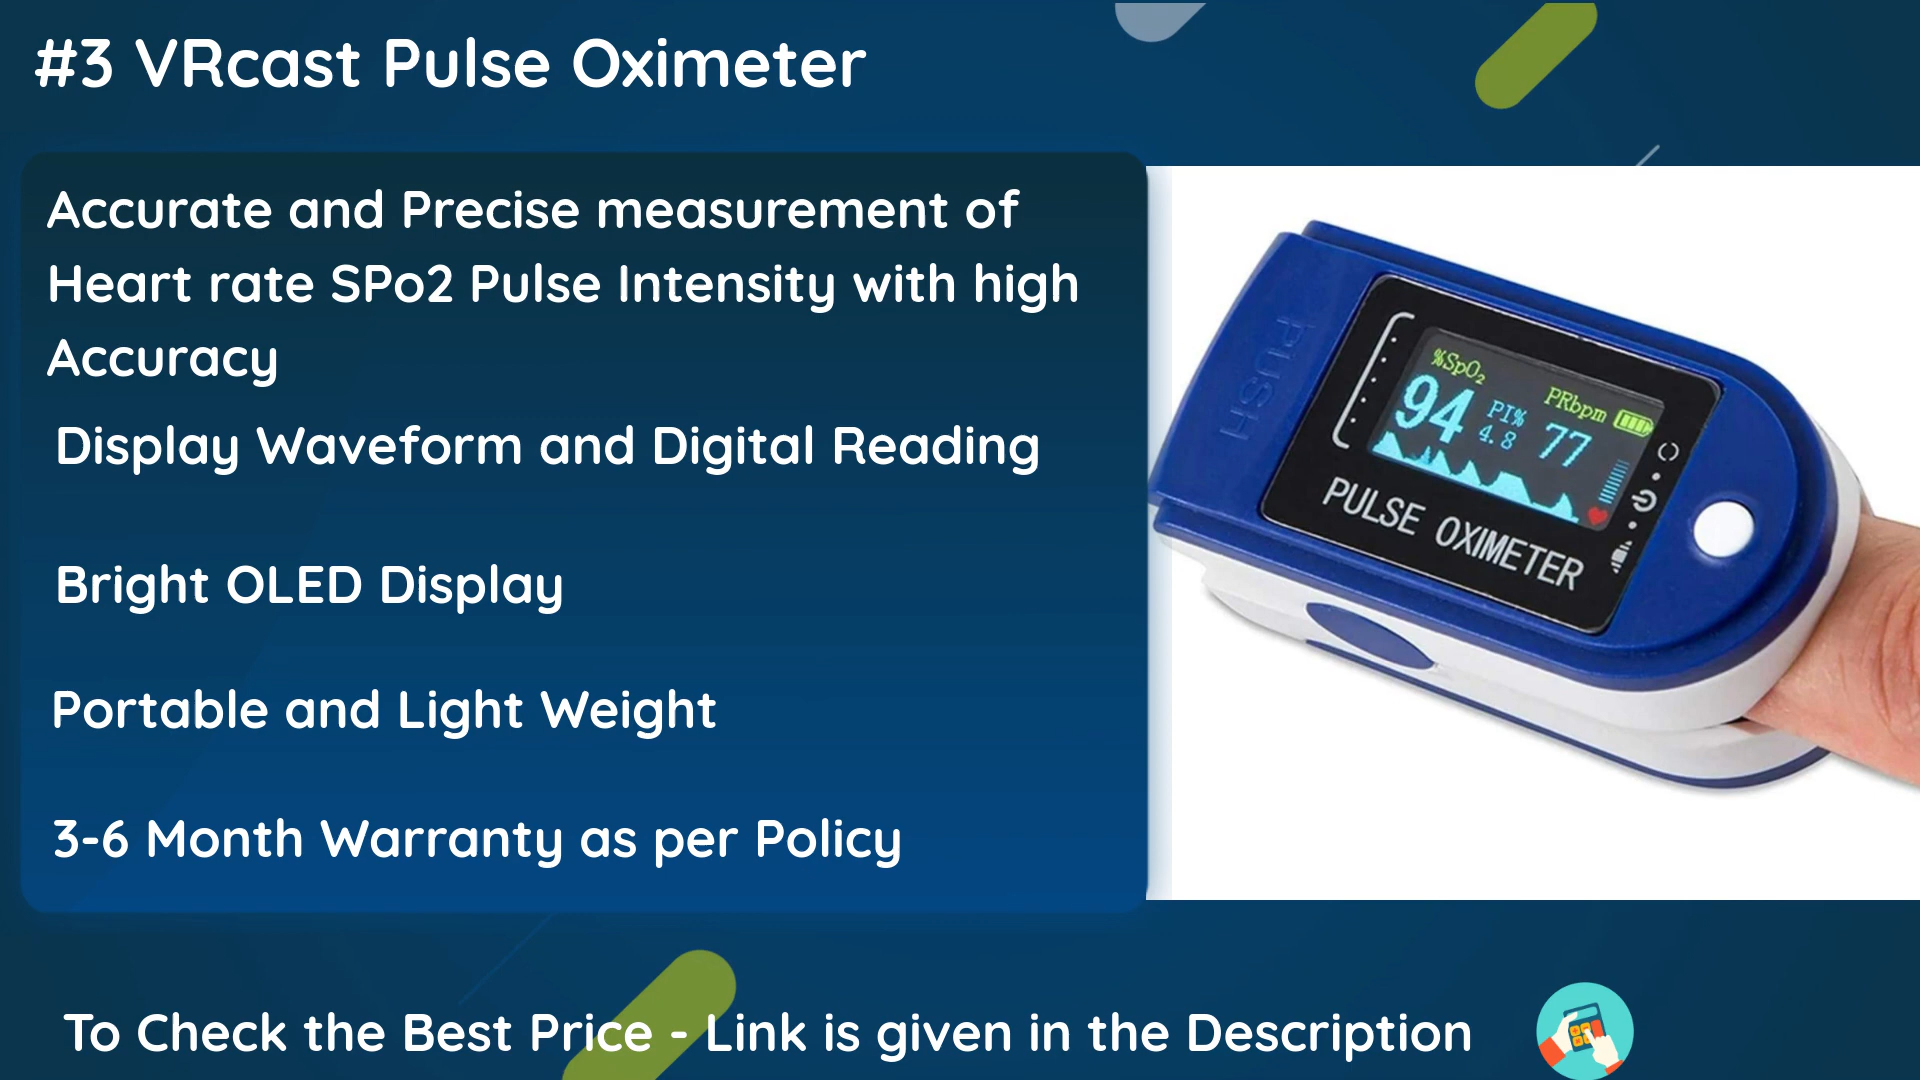 #3 VRcast Pulse Oximeter
Accurate and Precise measurement of
Heart rate SPo2 Pulse Intensity with high
Accuracy
Display Waveform and Digital Reading
Bright OLED Display
Portable and Light Weight
3-6 Month Warranty as per Policy
PUSH
%SpO₂
PRbpm
94
PI%
4.8
77
PULSE OXIMETER
To Check the Best Price - Link is given in the Description